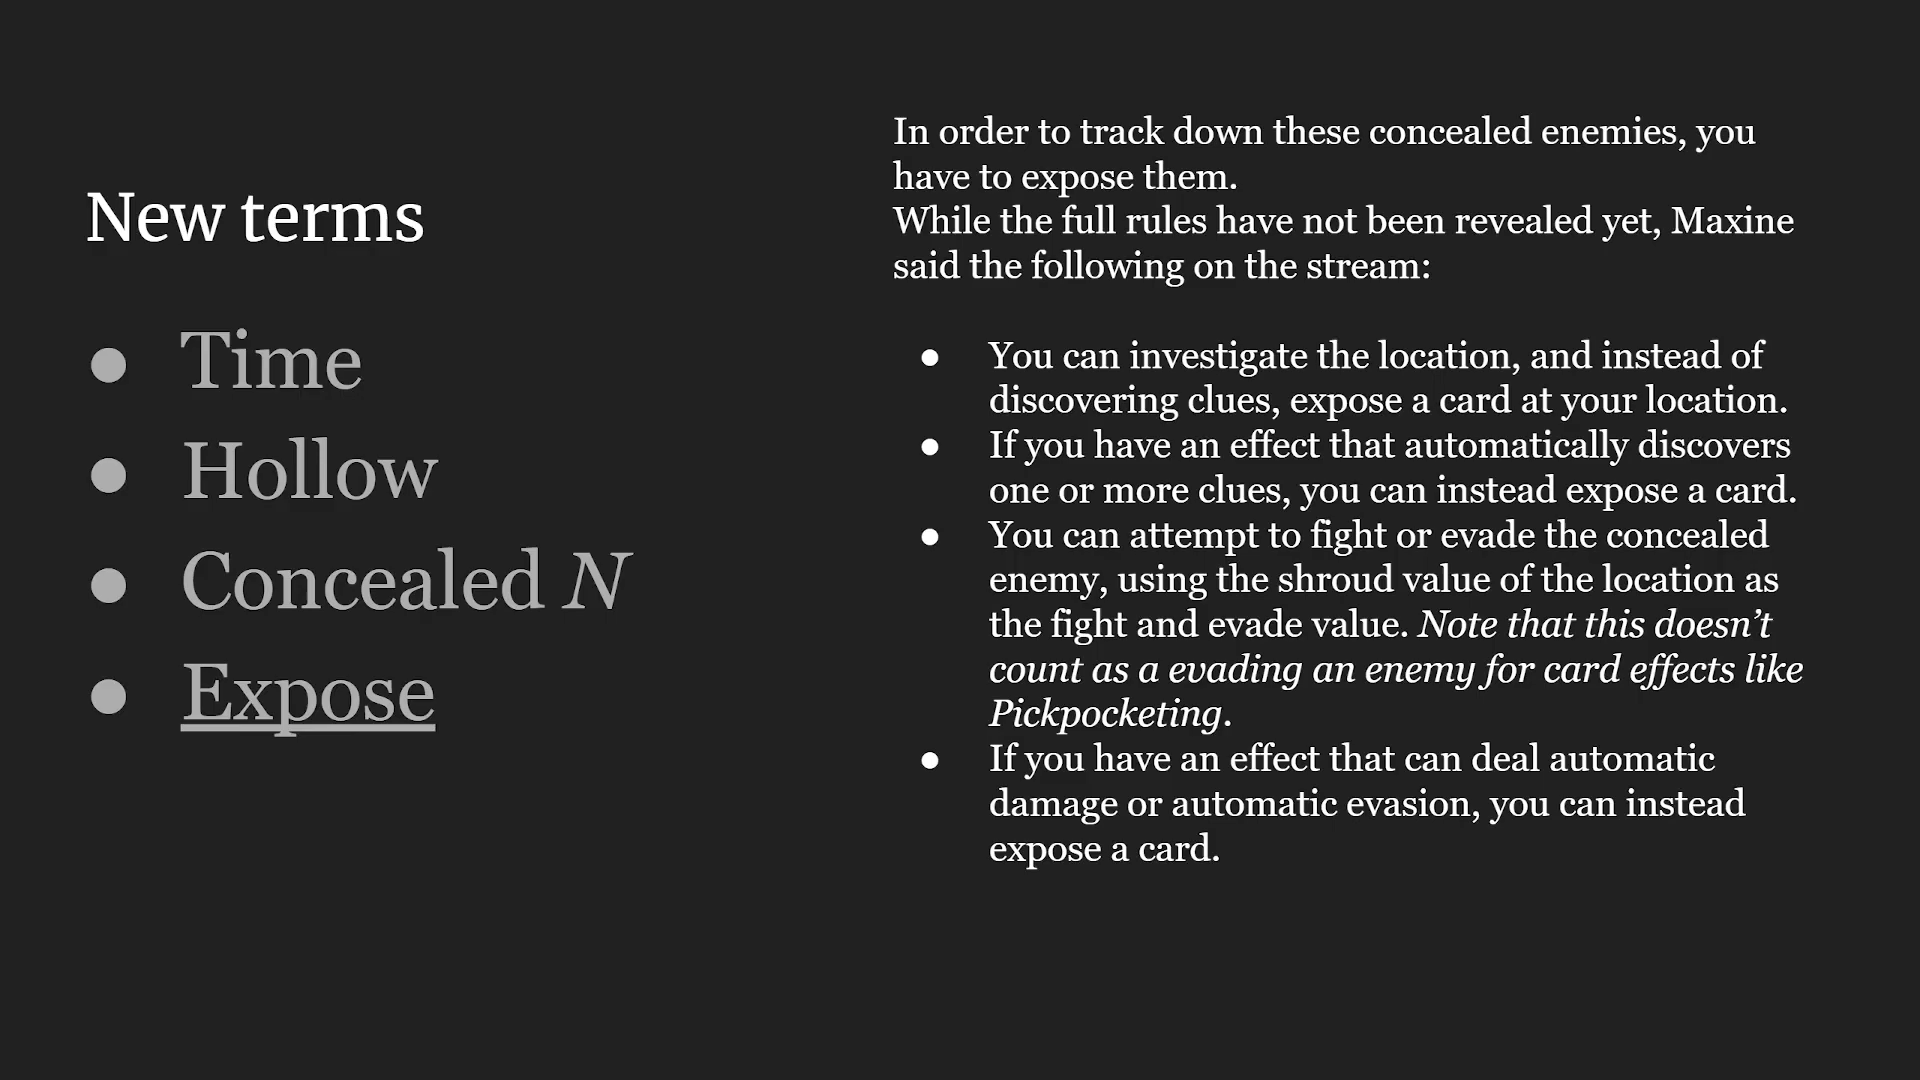 New terms
● Time
● Hollow
● Concealed N
● Expose
In order to track down these concealed enemies, you
have to expose them.
While the full rules have not been revealed yet, Maxine
said the following on the stream:
● You can investigate the location, and instead of
discovering clues, expose a card at your location.
● If you have an effect that automatically discovers
one or more clues, you can instead expose a card.
● You can attempt to fight or evade the concealed
enemy, using the shroud value of the location as
the fight and evade value. Note that this doesn’t
count as a evading an enemy for card effects like
Pickpocketing.
● If you have an effect that can deal automatic
damage or automatic evasion, you can instead
expose a card.